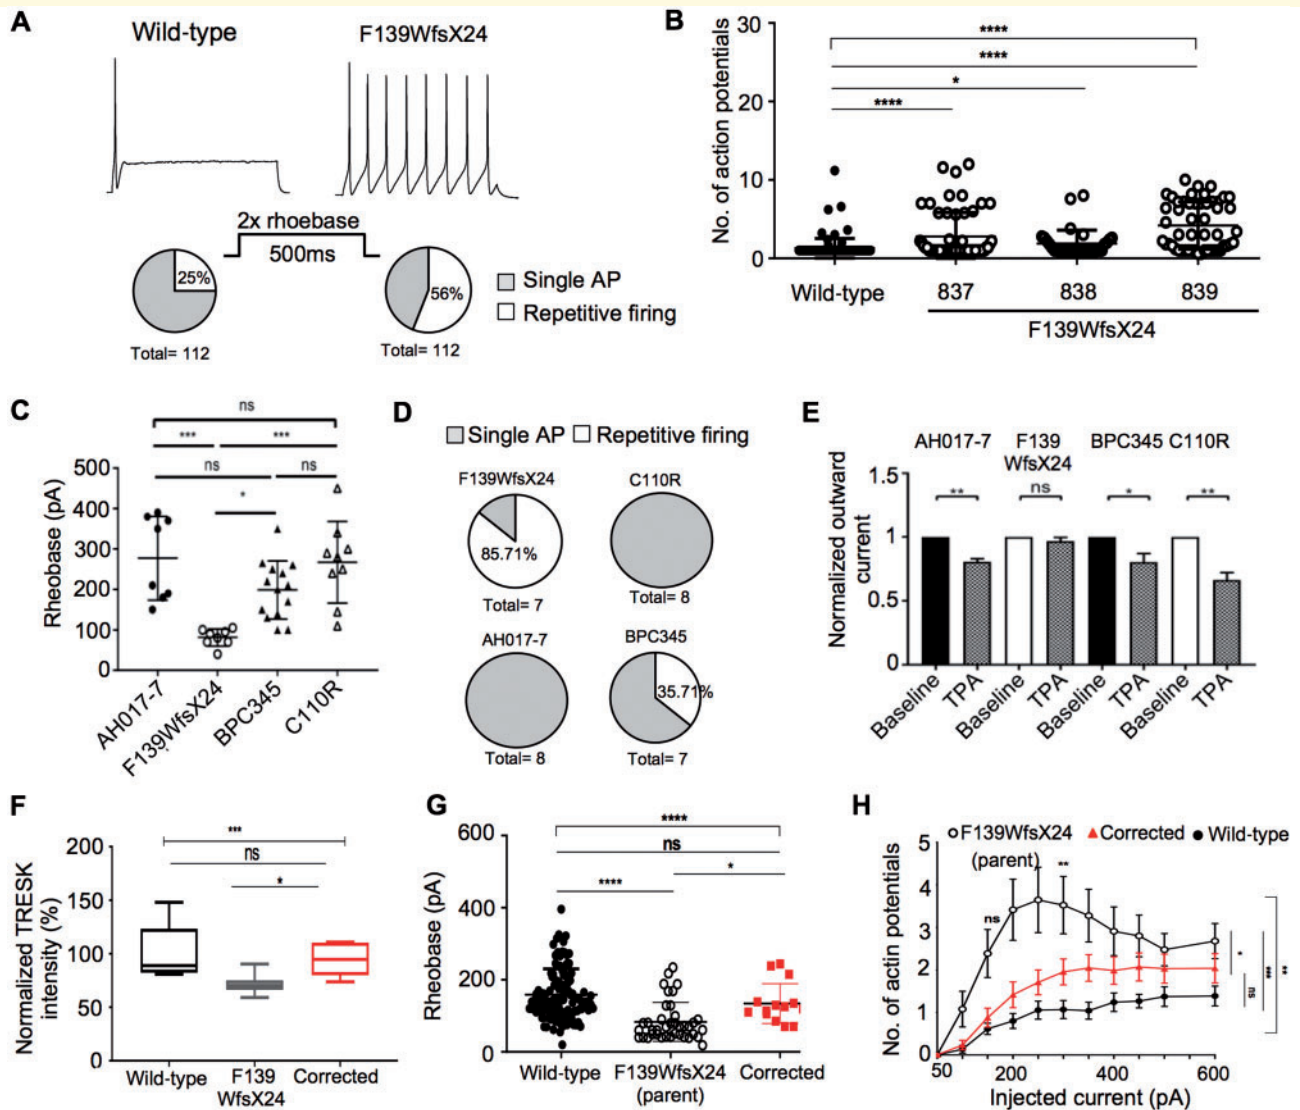 A
Wild-type
F139WfsX24
2x rhoebase
500ms
25%
56%
Single AP
Repetitive firing
Total= 112
Total= 112
B
No. of action potentials
30
20
10
0
****
****
*
****
Wild-type
837
838
839
F139WfsX24
C
ns
*** ***
ns ns
*
Rheobase (pA)
500
400
300
200
100
0
AH017-7
F139WfsX24
BPC345
C110R
D
Single AP Repetitive firing
F139WfsX24
C110R
85.71%
Total= 7
Total= 8
AH017-7
BPC345
35.71%
Total= 8
Total= 7
E
AH017-7
F139
WfsX24
BPC345 C110R
Normalized outward
current
1.5
1
0.5
0
**
ns
*
**
Baseline
TPA
Baseline
TPA
Baseline
TPA
Baseline
TPA
F
***
ns
*
Normalized TRESK
intensity (%)
200
150
100
50
0
Wild-type
F139
WfsX24
Corrected
G
****
ns
****
*
Rheobase (pA)
600
400
200
0
Wild-type
F139WfsX24
(parent)
Corrected
H
F139WfsX24
(parent)
Corrected
Wild-type
No. of actin potentials
5
4
3
2
1
0
ns
**
*
ns
***
**
50
200
400
600
Injected current (pA)